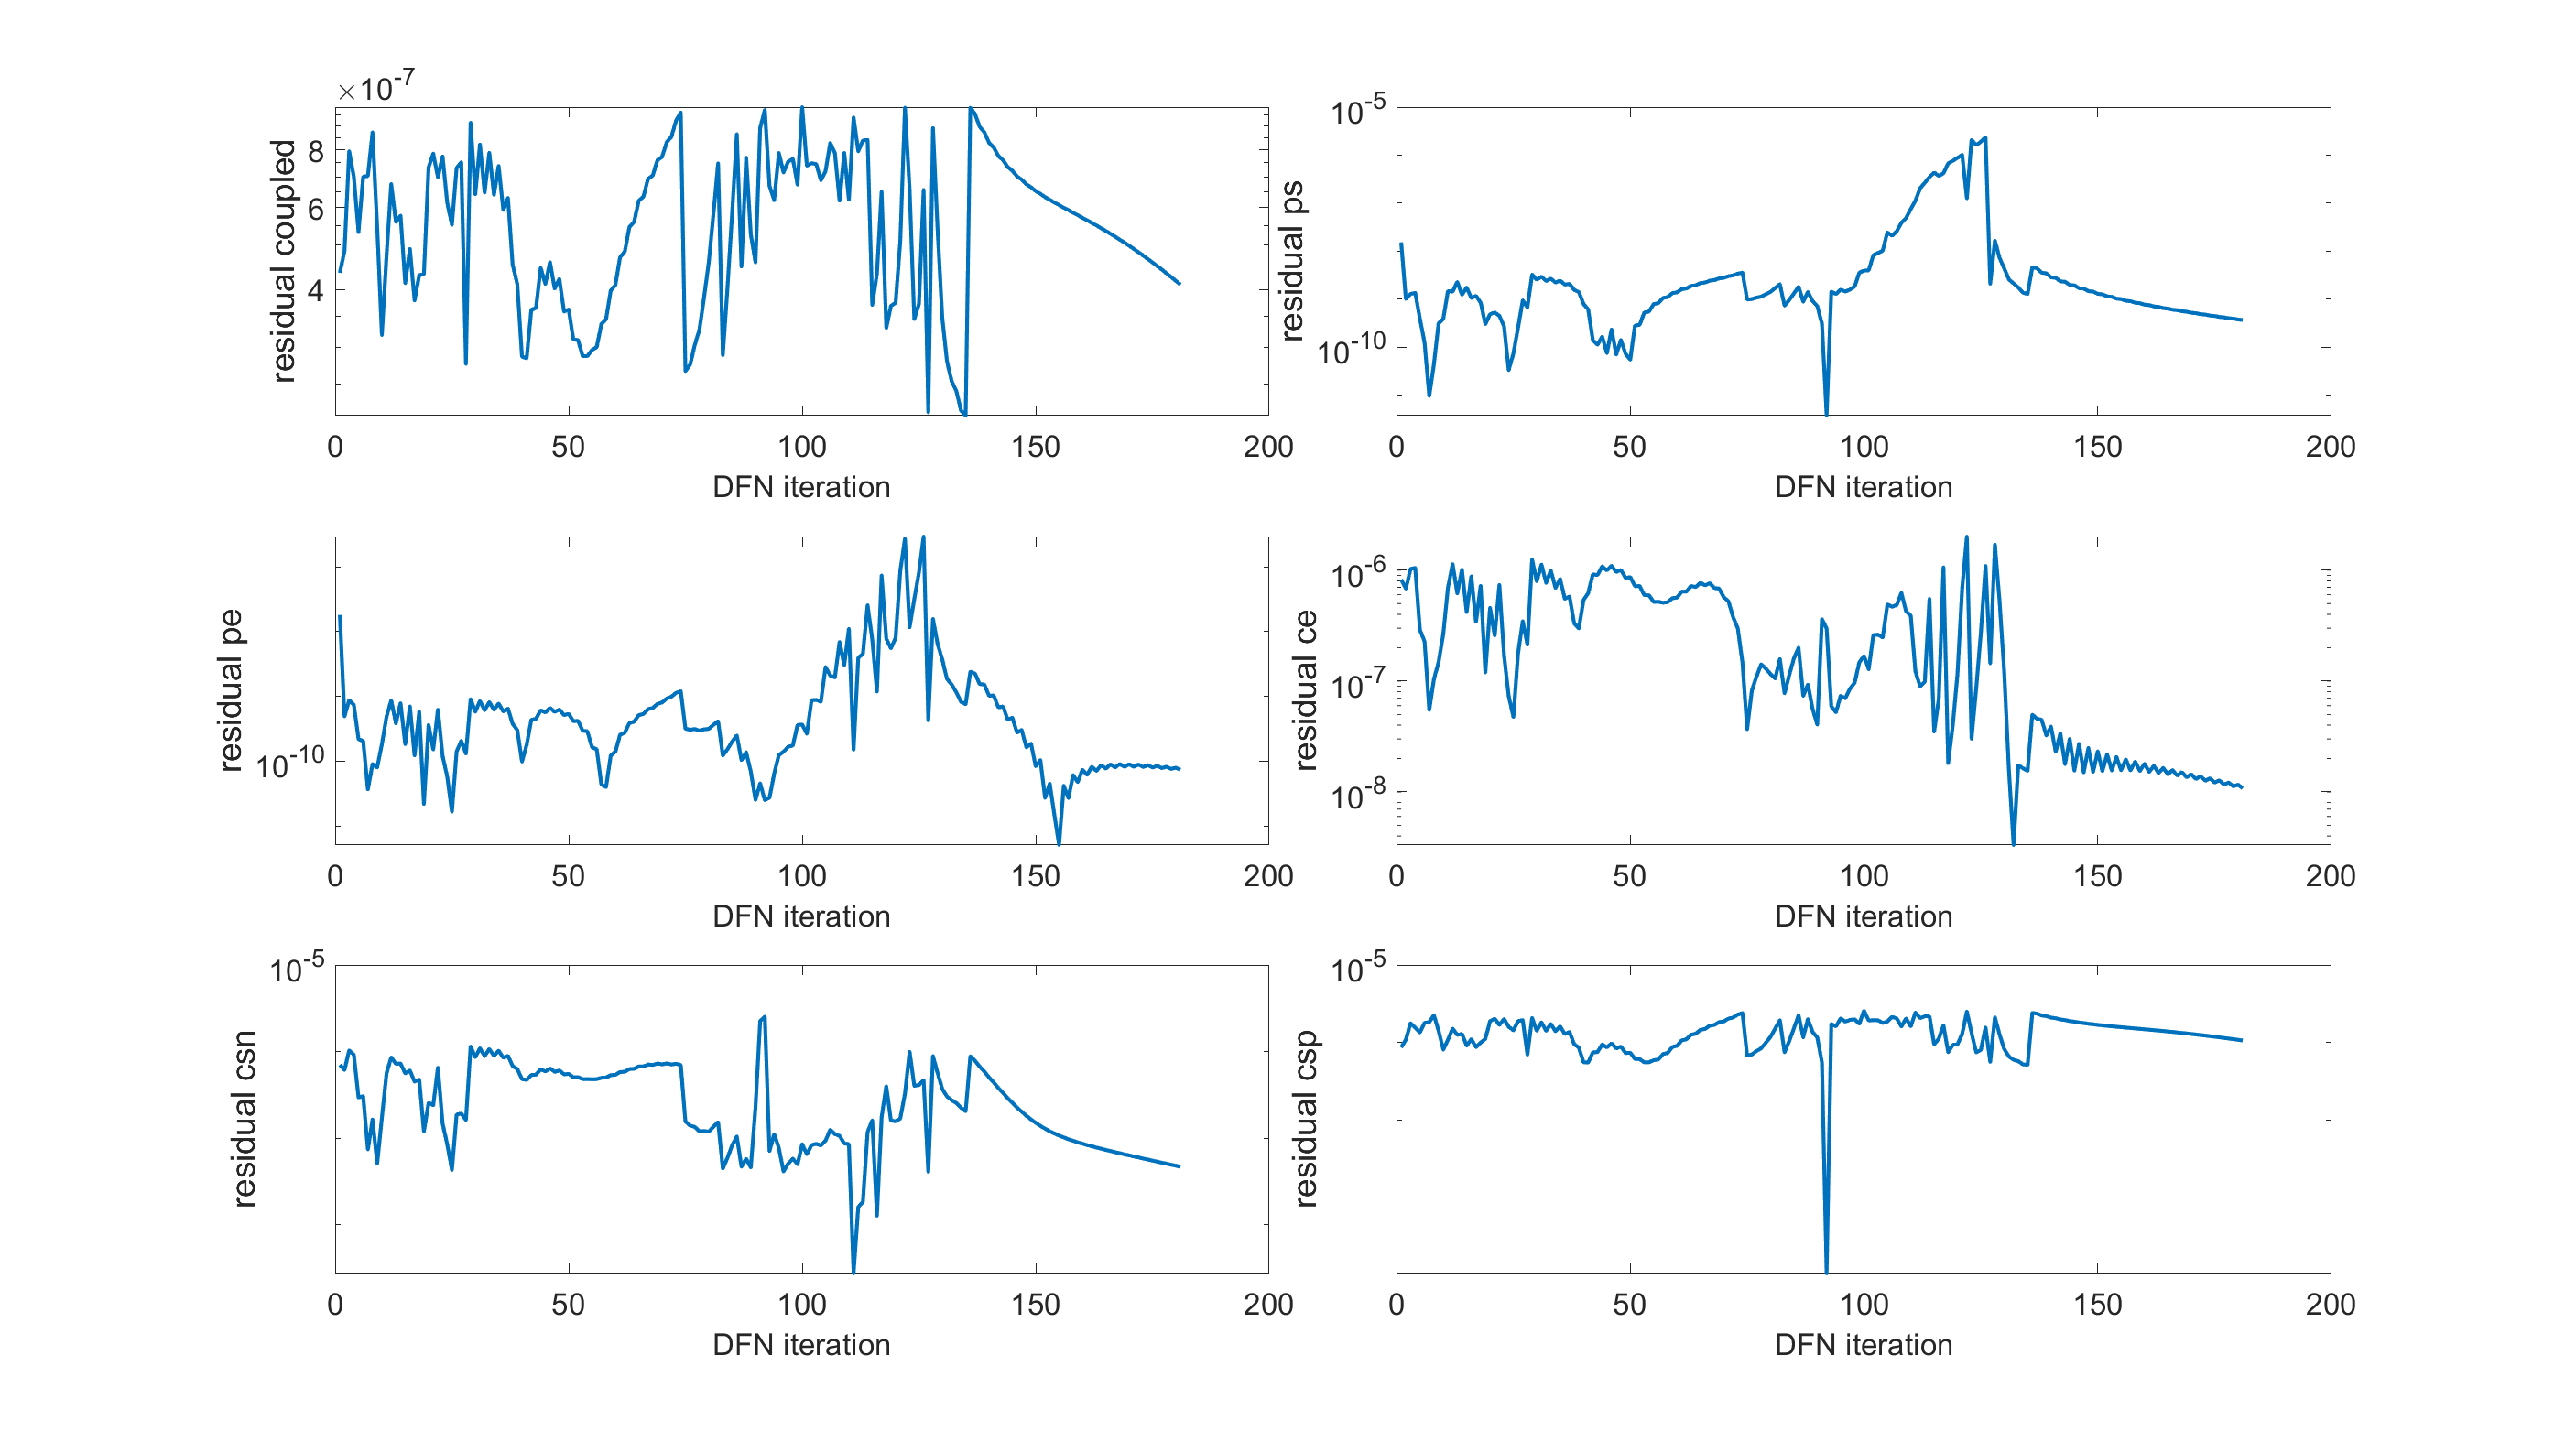 ×10-7
8
6
4
residual coupled
0 50 100 150 200
DFN iteration
10-5
10-10
residual ps
0 50 100 150 200
DFN iteration
10-10
residual pe
0 50 100 150 200
DFN iteration
10-6
10-7
10-8
residual ce
0 50 100 150 200
DFN iteration
10-5
residual csn
0 50 100 150 200
DFN iteration
10-5
residual csp
0 50 100 150 200
DFN iteration